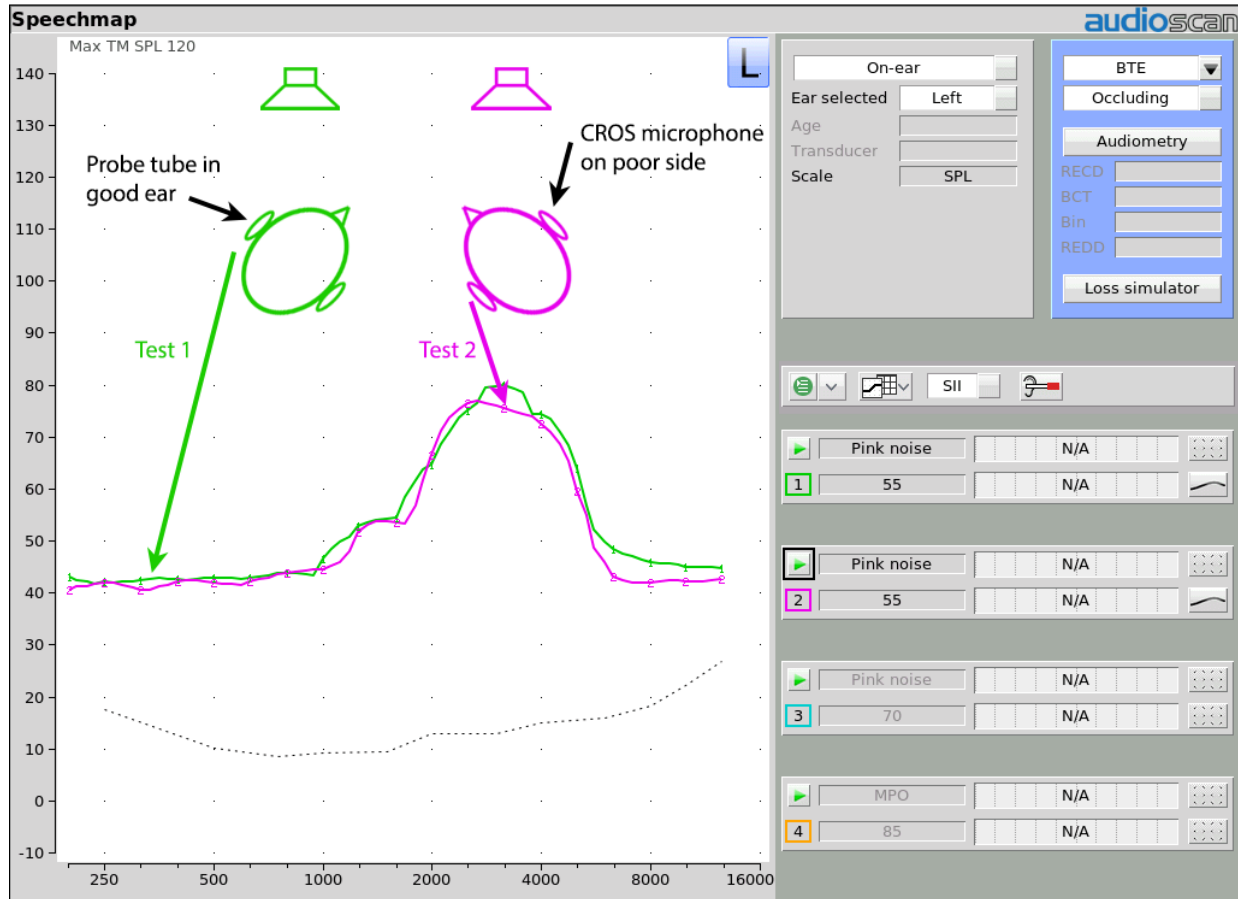 Speechmap
audioscan
Max TM SPL 120
L
140
130
120
110
100
90
80
70
60
50
40
30
20
10
0
-10
250 500 1000 2000 4000 8000 16000
Probe tube in
good ear
CROS microphone
on poor side
Test 1
Test 2
On-ear
Ear selected Left
Age
Transducer
Scale SPL
BTE
Occluding
Audiometry
RECD
BCT
Bin
REDD
Loss simulator
SII
Pink noise N/A
1 55 N/A
Pink noise N/A
2 55 N/A
Pink noise N/A
3 70 N/A
MPO N/A
4 85 N/A